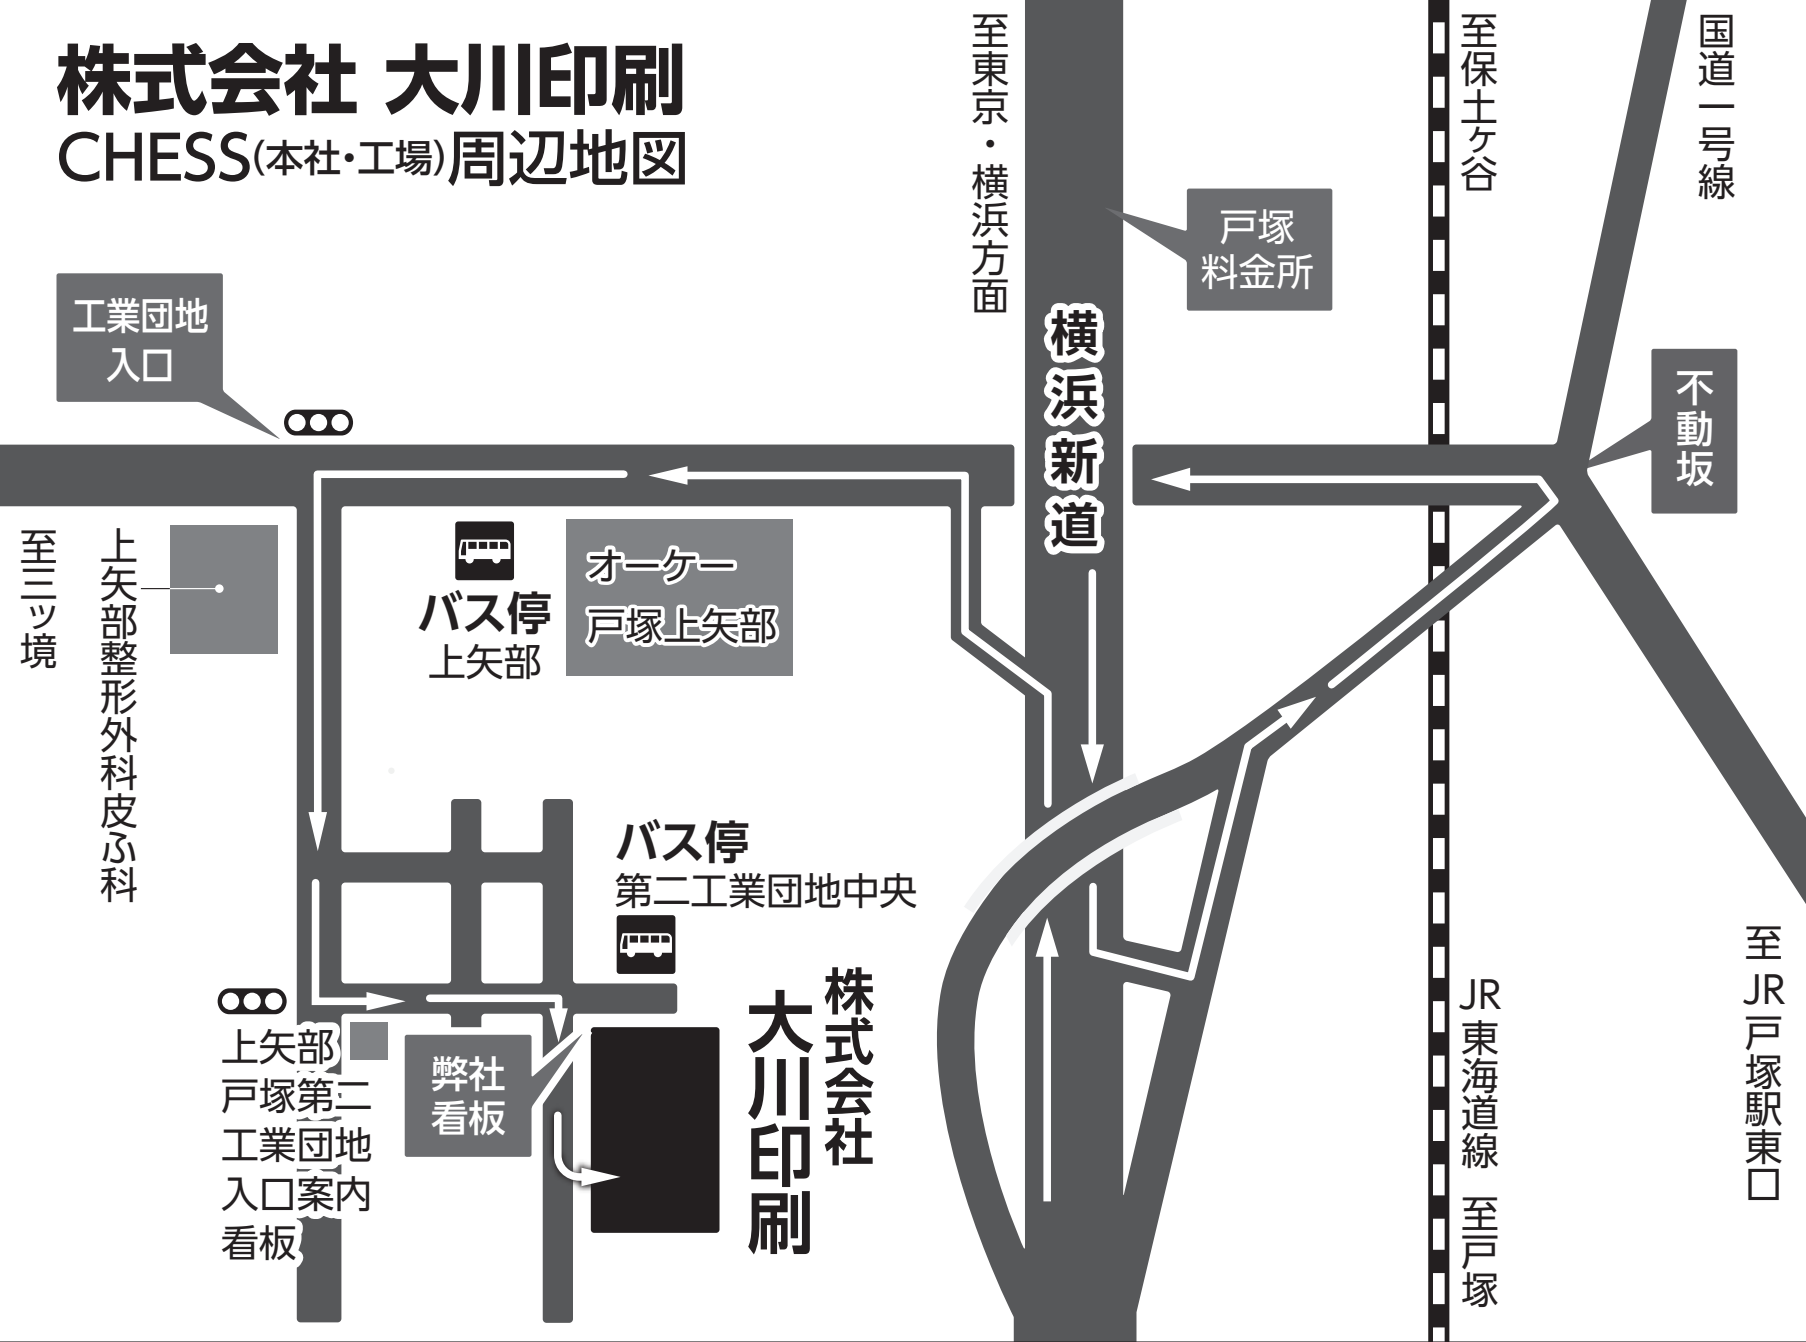 株式会社 大川印刷
CHESS(本社・工場)周辺地図
至東京・横浜方面
至保土ヶ谷
国道一号線
戸塚
料金所
工業団地
入口
横浜新道
不動坂
至三ッ境
上矢部整形外科皮ふ科
バス停
上矢部
オーケー
戸塚上矢部
バス停
第二工業団地中央
株式会社
大川印刷
上矢部
戸塚第二
工業団地
入口案内
看板
弊社
看板
JR東海道線 至戸塚
至JR戸塚駅東口